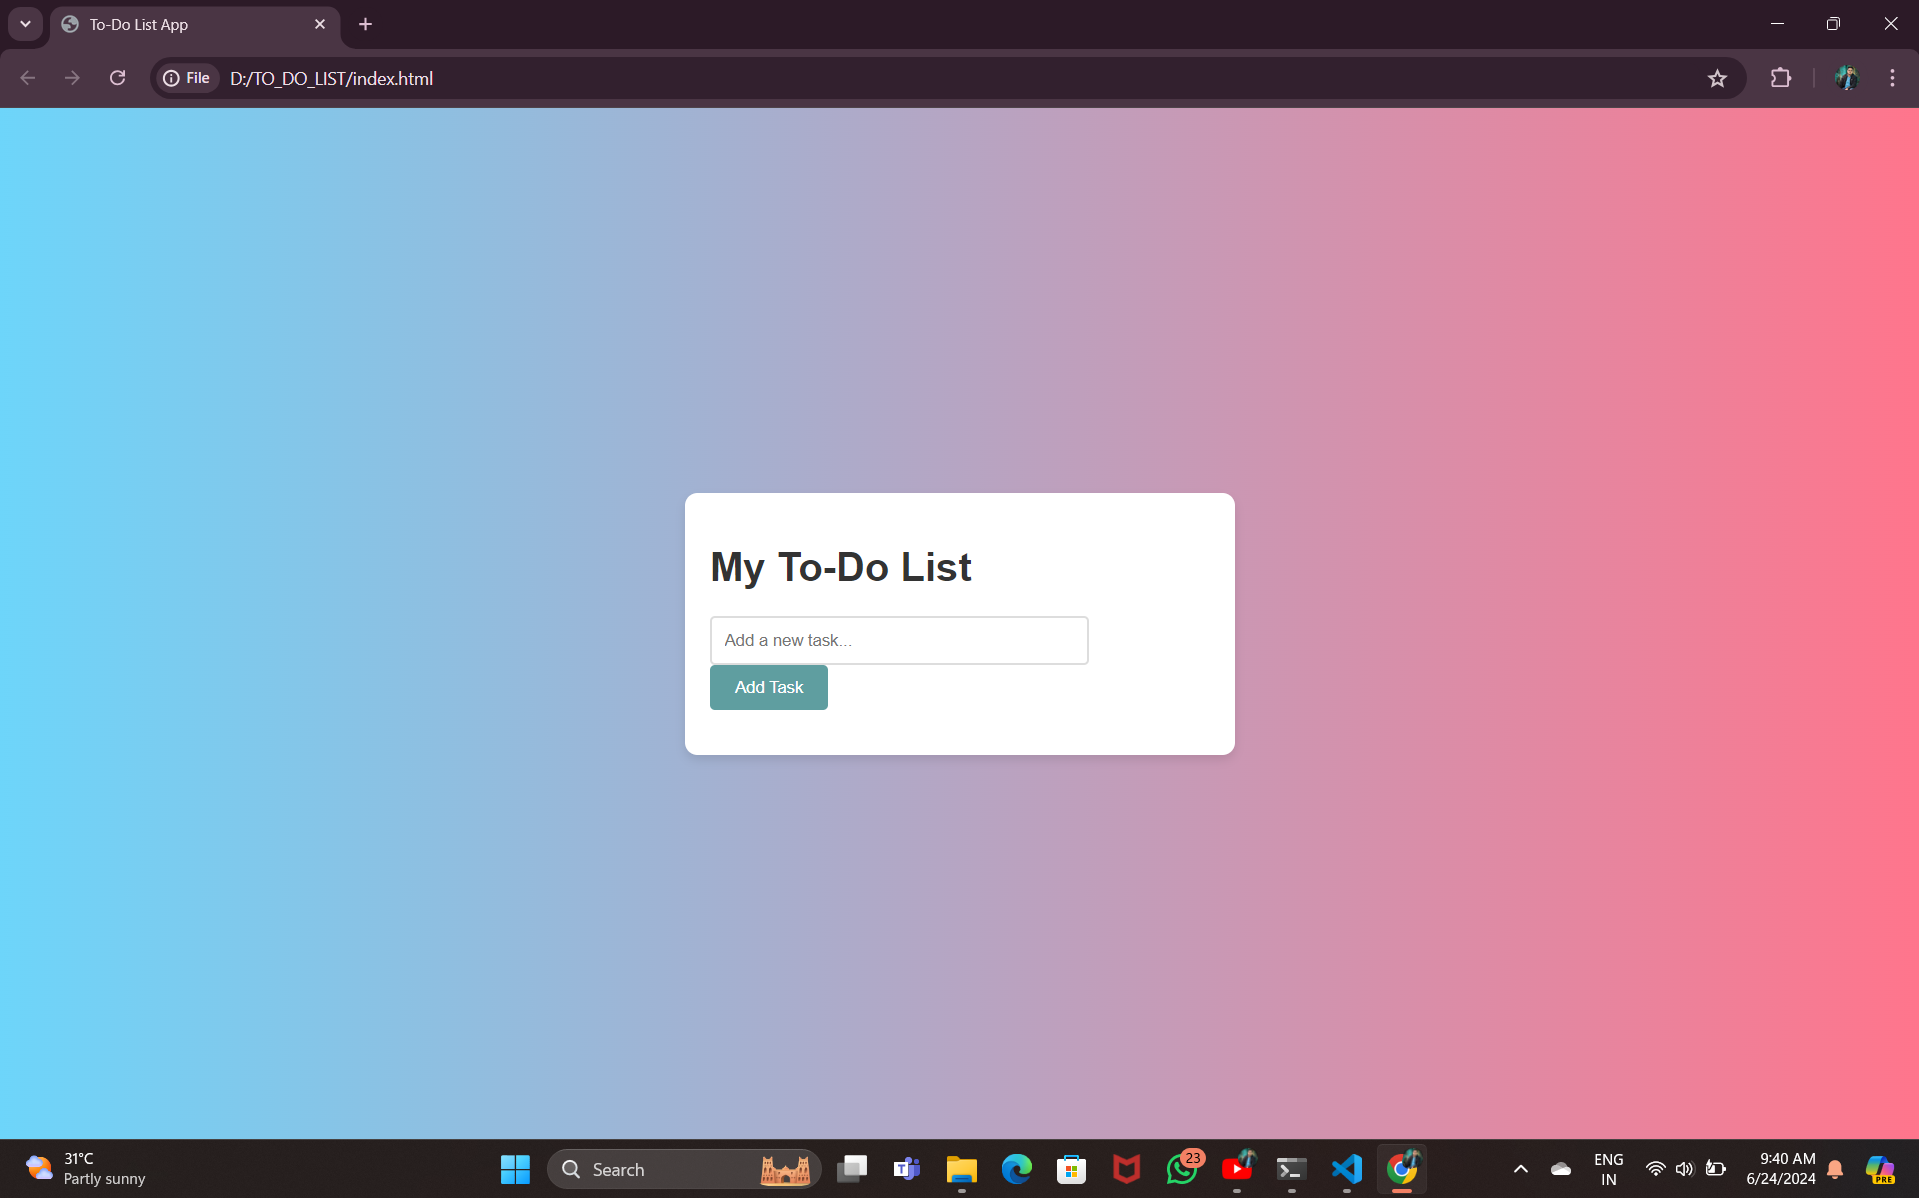 To-Do List App
File
D:/TO_DO_LIST/index.html
My To-Do List
Add a new task...
Add Task
31°C
Partly sunny
Search
T
23
PRE
ENG
IN
9:40 AM
6/24/2024